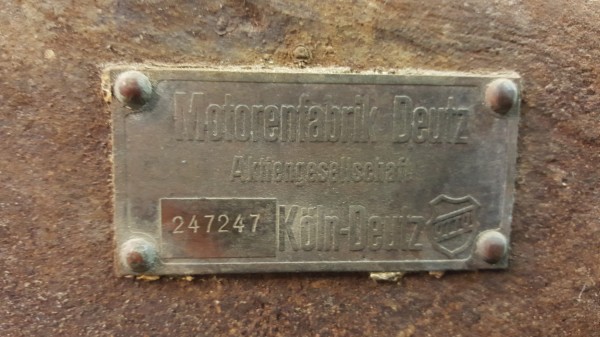 Motorenfabrik Deutz
Aktiengesellschaft
247247 Köln-Deutz